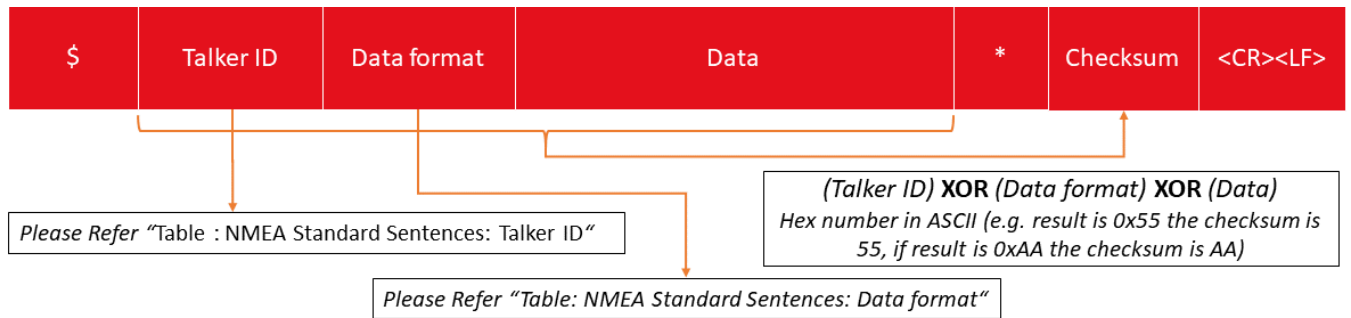 $ Talker ID Data format Data * Checksum <CR><LF>
(Talker ID) XOR (Data format) XOR (Data)
Hex number in ASCII (e.g. result is 0x55 the checksum is
55, if result is 0xAA the checksum is AA)
Please Refer “Table : NMEA Standard Sentences: Talker ID“
Please Refer “Table: NMEA Standard Sentences: Data format“